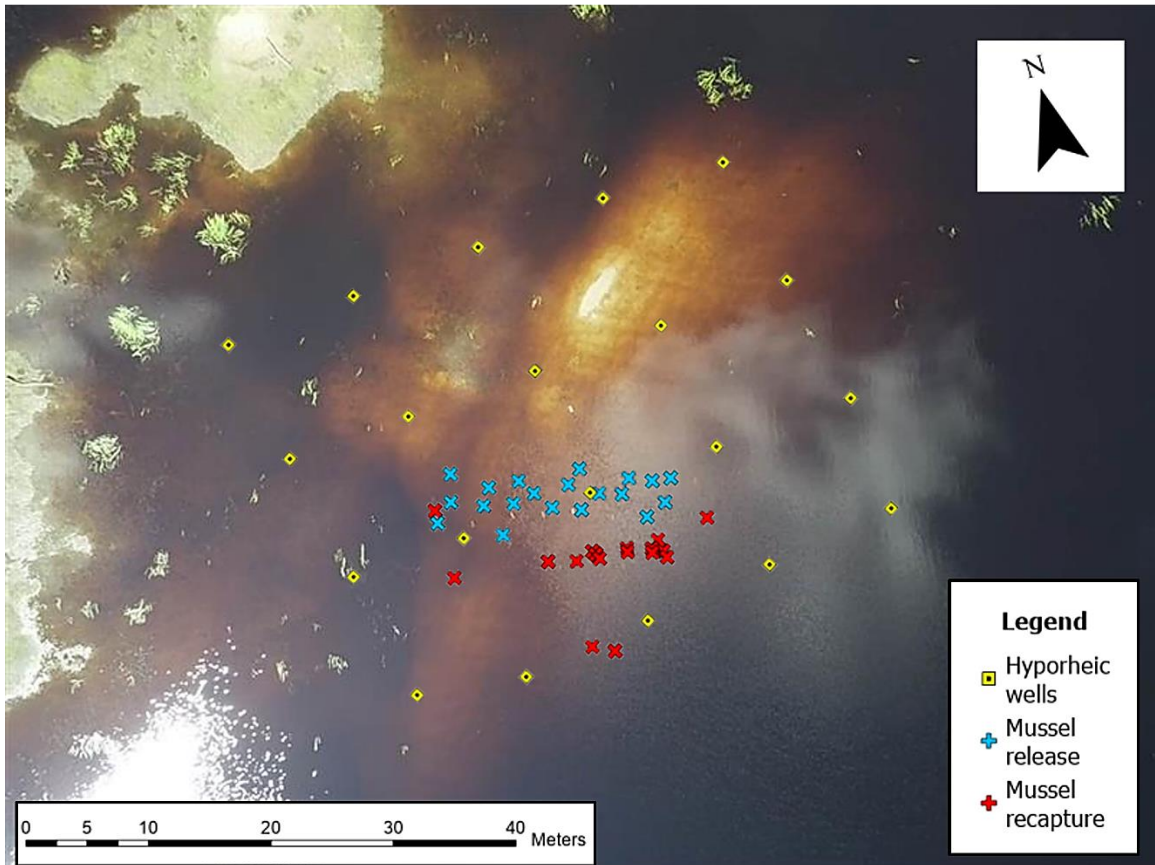 N
Legend
Hyporheic
wells
Mussel
release
Mussel
recapture
0 5 10 20 30 40 Meters